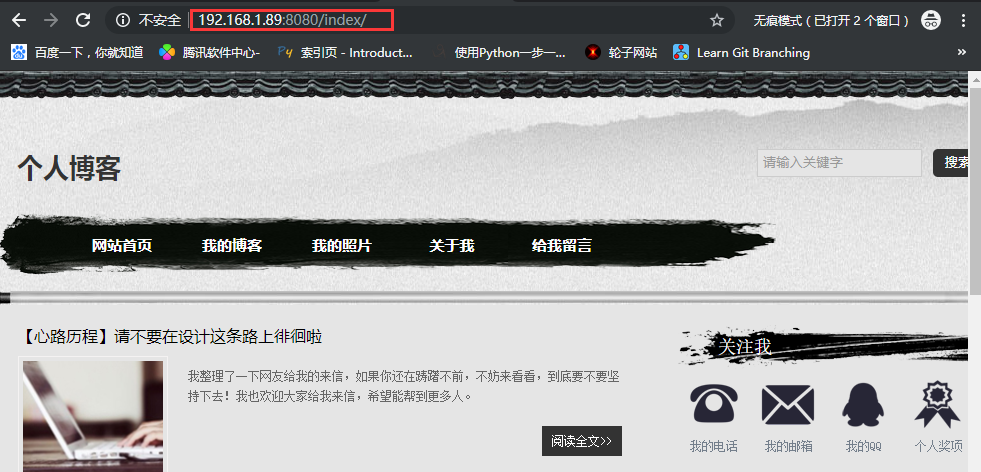 不安全 192.168.1.89:8080/index/ 无痕模式（已打开 2 个窗口）
百度一下，你就知道 腾讯软件中心- 索引页 - Introduct... 使用Python一步一... 轮子网站 Learn Git Branching »
个人博客
请输入关键字 搜索
网站首页 我的博客 我的照片 关于我 给我留言
【心路历程】请不要在设计这条路上徘徊啦
关注我
我整理了一下网友给我的来信，如果你还在踌躇不前，不妨来看看，到底要不要坚
持下去！我也欢迎大家给我来信，希望能帮到更多人。
阅读全文>>
我的电话 我的邮箱 我的QQ 个人奖项